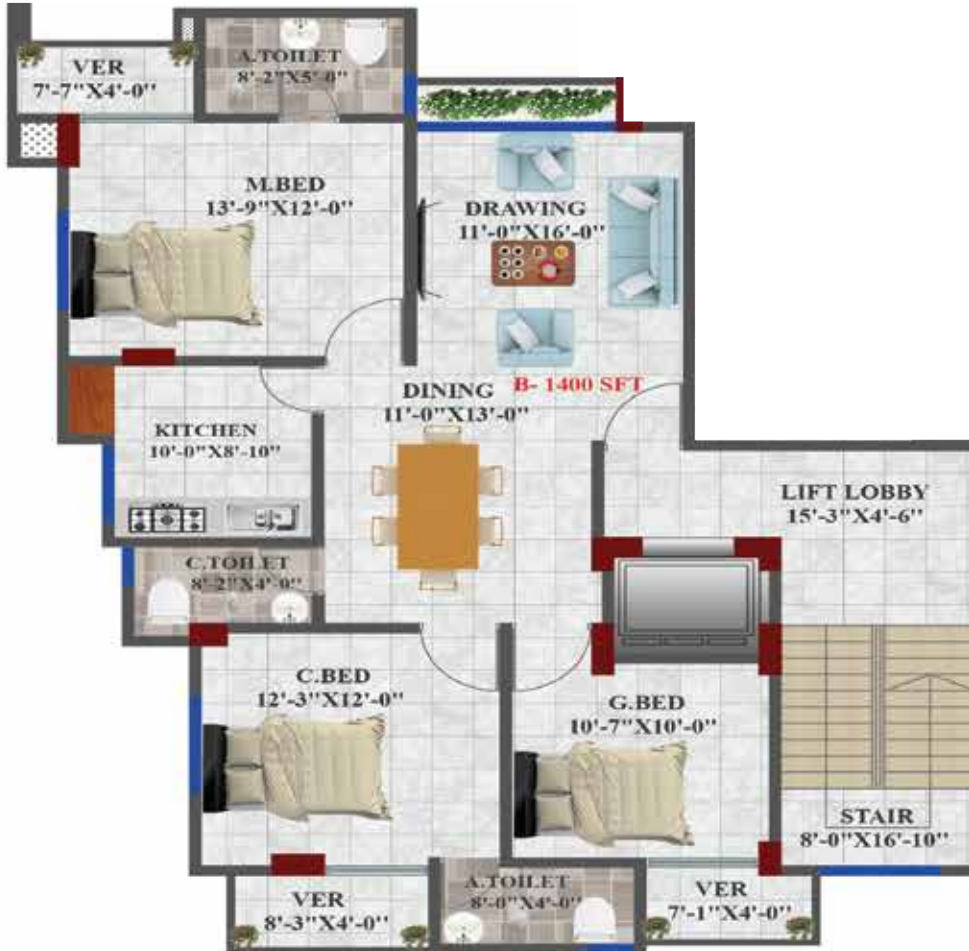 A.TOILET
8'-2"X5'-0"
VER
7'-7"X4'-0"
M.BED
13'-9"X12'-0"
DRAWING
11'-0"X16'-0"
B- 1400 SFT
DINING
11'-0"X13'-0"
KITCHEN
10'-0"X8'-10"
LIFT LOBBY
15'-3"X4'-6"
C.TOILET
8'-2"X4'-0"
C.BED
12'-3"X12'-0"
G.BED
10'-7"X10'-0"
STAIR
8'-0"X16'-10"
VER
8'-3"X4'-0"
A.TOILET
8'-0"X4'-0"
VER
7'-1"X4'-0"